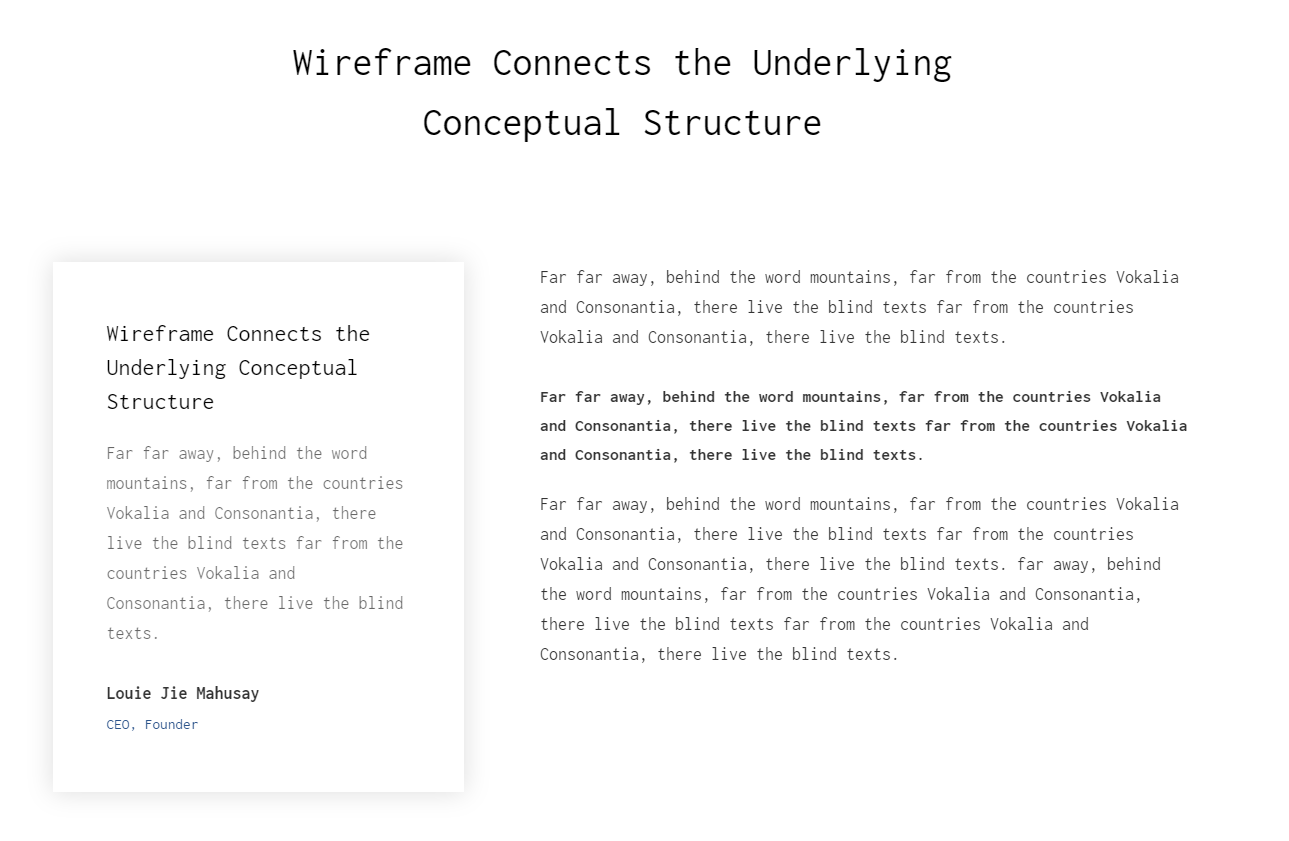 Wireframe Connects the Underlying
Conceptual Structure
Wireframe Connects the
Underlying Conceptual
Structure
Far far away, behind the word
mountains, far from the countries
Vokalia and Consonantia, there
live the blind texts far from the
countries Vokalia and
Consonantia, there live the blind
texts.
Louie Jie Mahusay
CEO, Founder
Far far away, behind the word mountains, far from the countries Vokalia
and Consonantia, there live the blind texts far from the countries
Vokalia and Consonantia, there live the blind texts.
Far far away, behind the word mountains, far from the countries Vokalia
and Consonantia, there live the blind texts far from the countries Vokalia
and Consonantia, there live the blind texts.
Far far away, behind the word mountains, far from the countries Vokalia
and Consonantia, there live the blind texts far from the countries
Vokalia and Consonantia, there live the blind texts. far away, behind
the word mountains, far from the countries Vokalia and Consonantia,
there live the blind texts far from the countries Vokalia and
Consonantia, there live the blind texts.